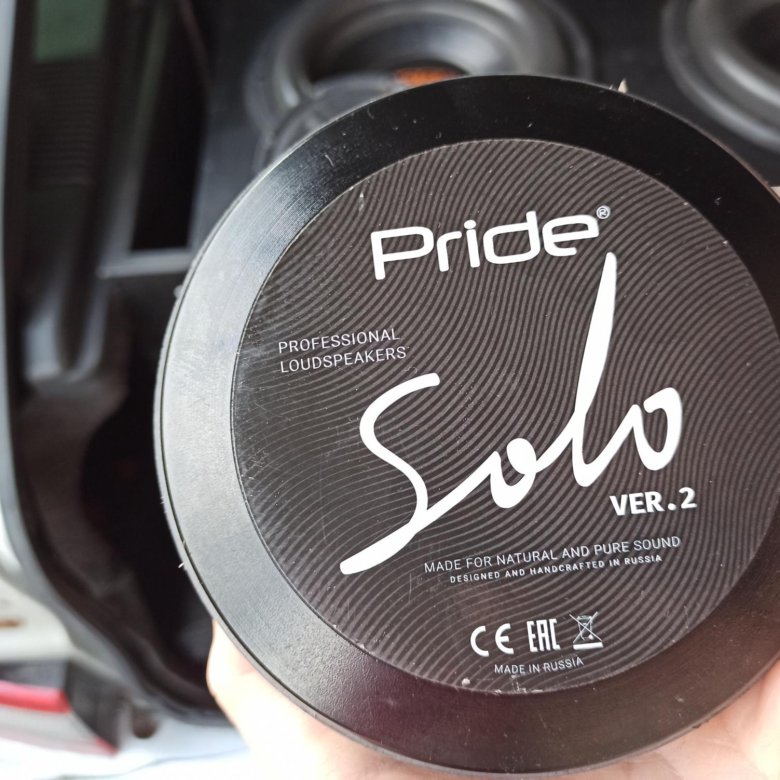 Pride®
PROFESSIONAL
LOUDSPEAKERS
Solo
VER.2
MADE FOR NATURAL AND PURE SOUND
DESIGNED AND HANDCRAFTED IN RUSSIA
CE EAC
MADE IN RUSSIA